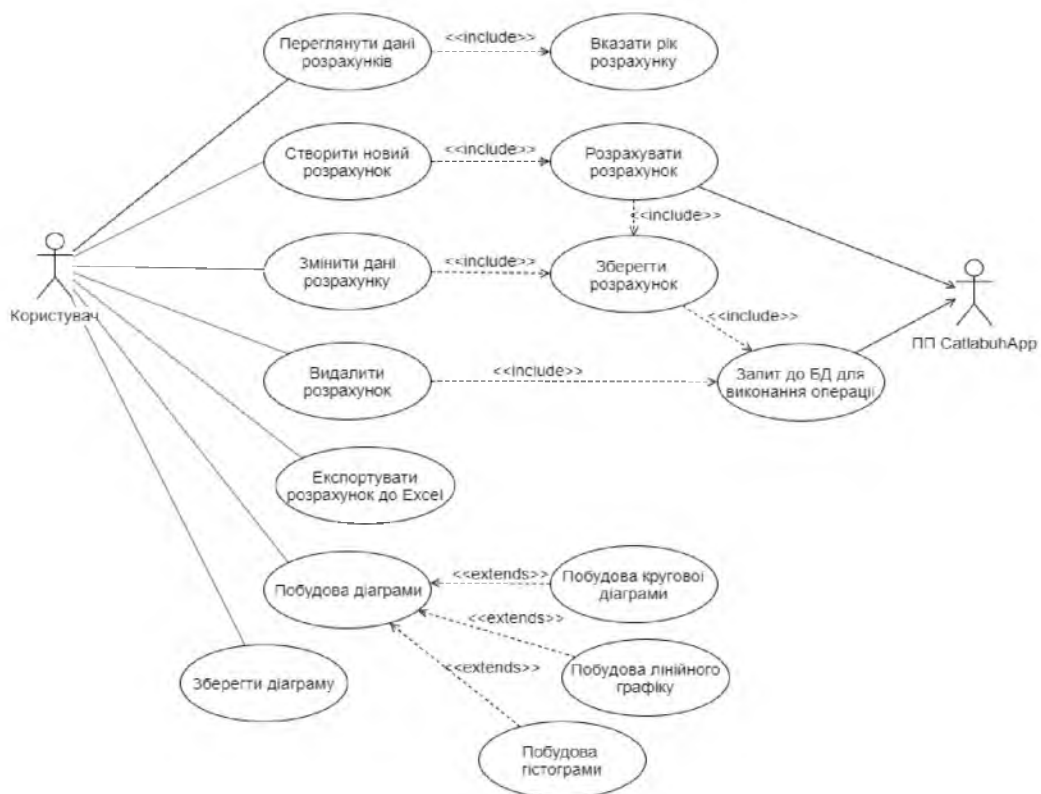 Переглянути дані
розрахунків
<<include>>
Вказати рік
розрахунку
Створити новий
розрахунок
<<include>>
Розрахувати
розрахунок
<<include>>
Змінити дані
розрахунку
<<include>>
Зберегти
розрахунок
Користувач
<<include>>
ПП CatlabuhApp
Видалити
розрахунок
<<include>>
Запит до БД для
виконання операції
Експортувати
розрахунок до Excel
Побудова діаграми
<<extends>>
Побудова кругової
діаграми
<<extends>>
Побудова лінійного
графіку
<<extends>>
Зберегти діаграму
Побудова
гістограми